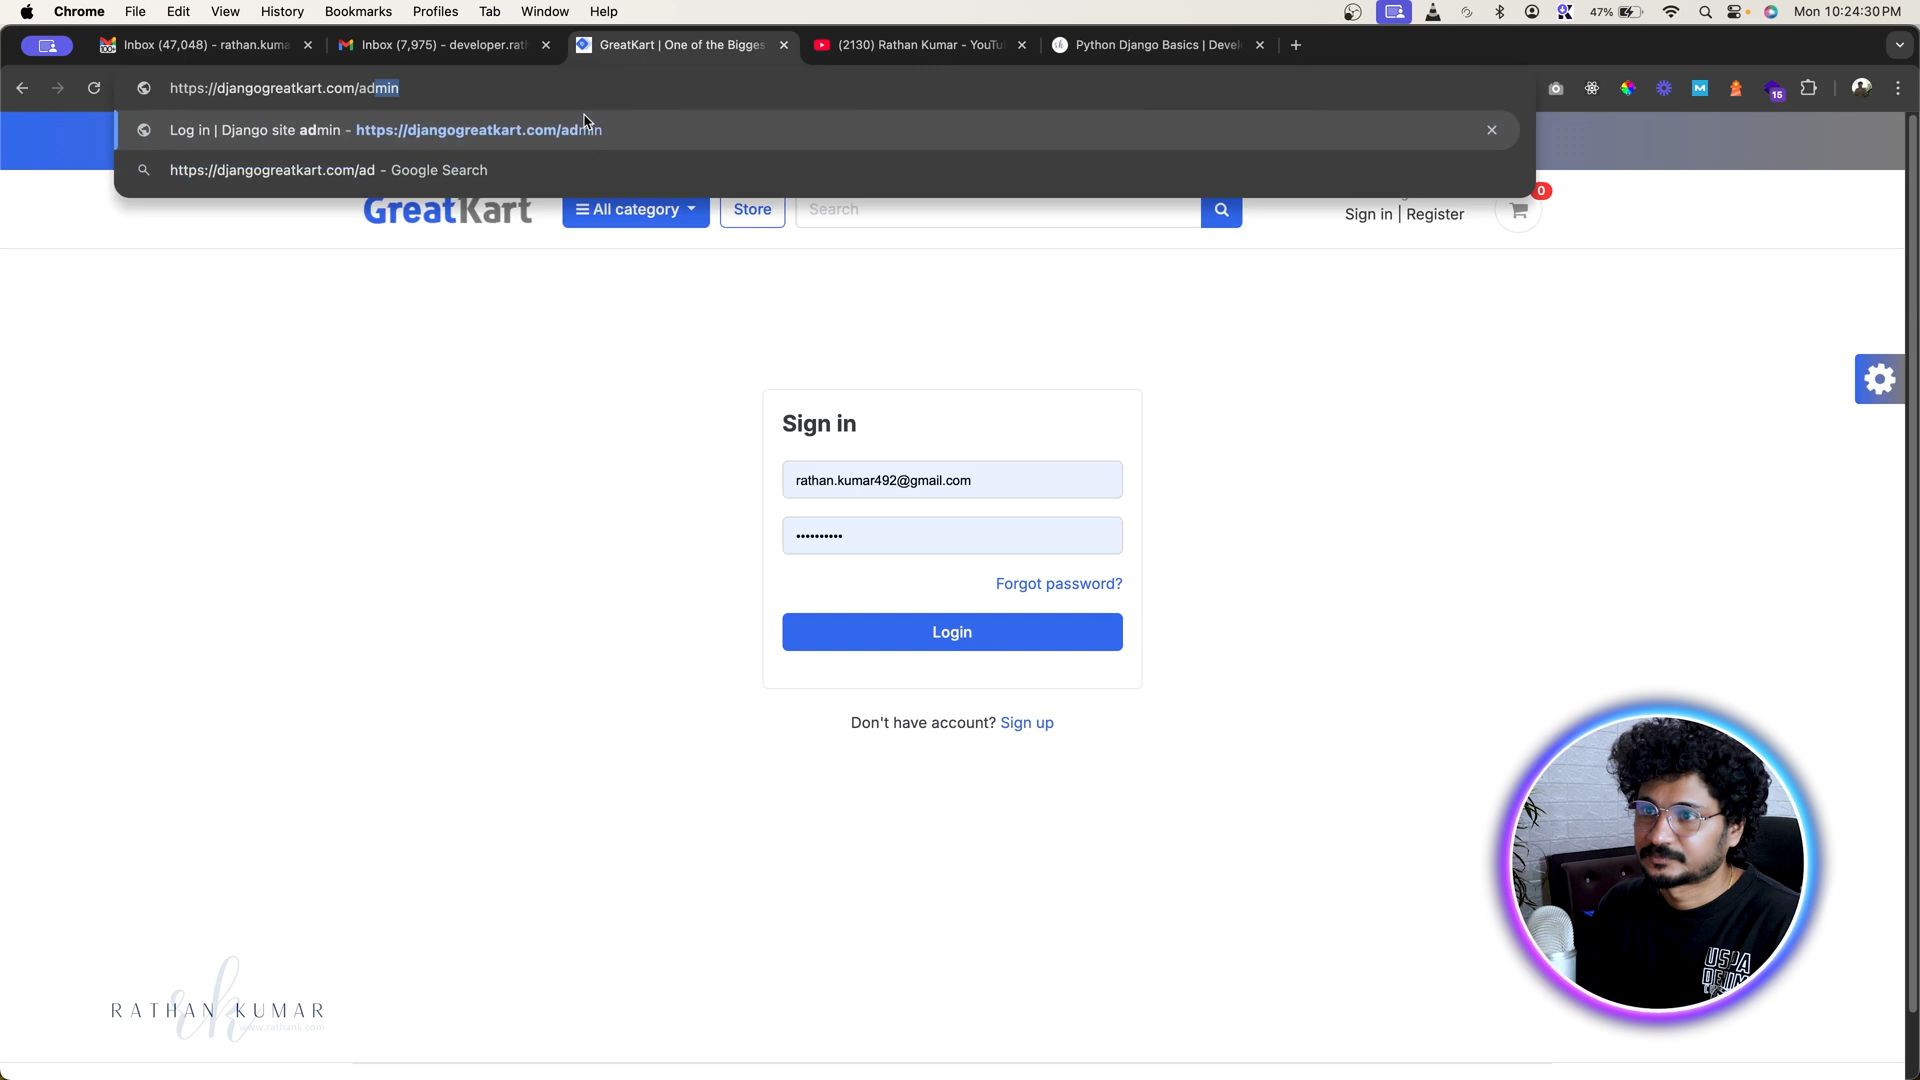 Chrome File Edit View History Bookmarks Profiles Tab Window Help
47% Mon 10:24:30 PM
Inbox (47,048) - rathan.kuma
Inbox (7,975) - developer.rat
GreatKart | One of the Bigges
(2130) Rathan Kumar - YouTu
Python Django Basics | Devel
https://djangogreatkart.com/admin
15
Log in | Django site admin - https://djangogreatkart.com/admin
https://djangogreatkart.com/ad - Google Search
GreatKart
All category
Store
Search
Sign in | Register
0
Sign in
rathan.kumar492@gmail.com
••••••••••
Forgot password?
Login
Don't have account? Sign up
RATHAN KUMAR
www.rathank.com